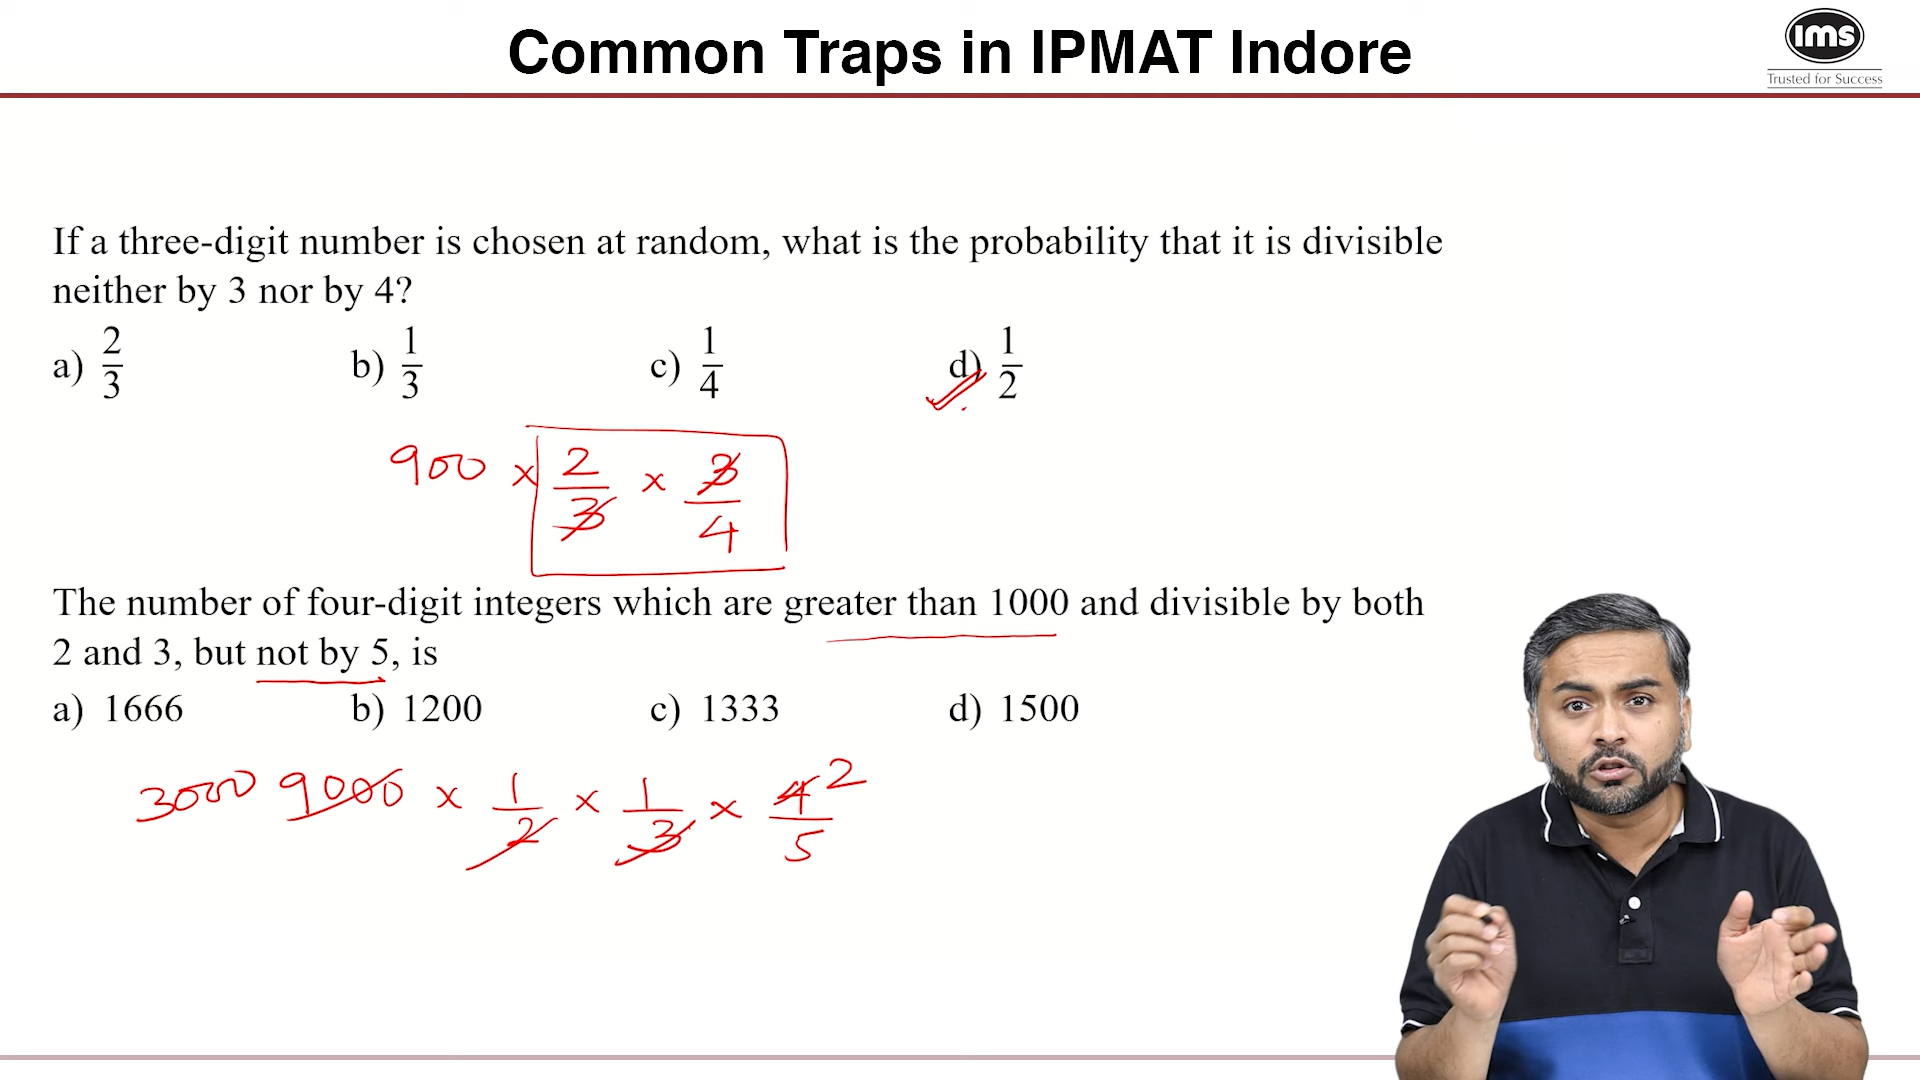 Common Traps in IPMAT Indore
ims
Trusted for Success
If a three-digit number is chosen at random, what is the probability that it is divisible
neither by 3 nor by 4?
a) 2/3 b) 1/3 c) 1/4 d) 1/2
900 × 2/3 × 3/4
The number of four-digit integers which are greater than 1000 and divisible by both
2 and 3, but not by 5, is
a) 1666 b) 1200 c) 1333 d) 1500
3000 9000 × 1/2 × 1/3 × 4/5 2